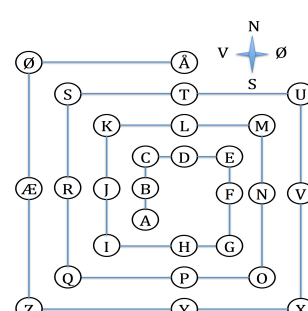 N
V Ø
S
Ø Å
S T U
K L M
C D E
Æ R J B F N V
A
I H G
Q P O
Z Y X